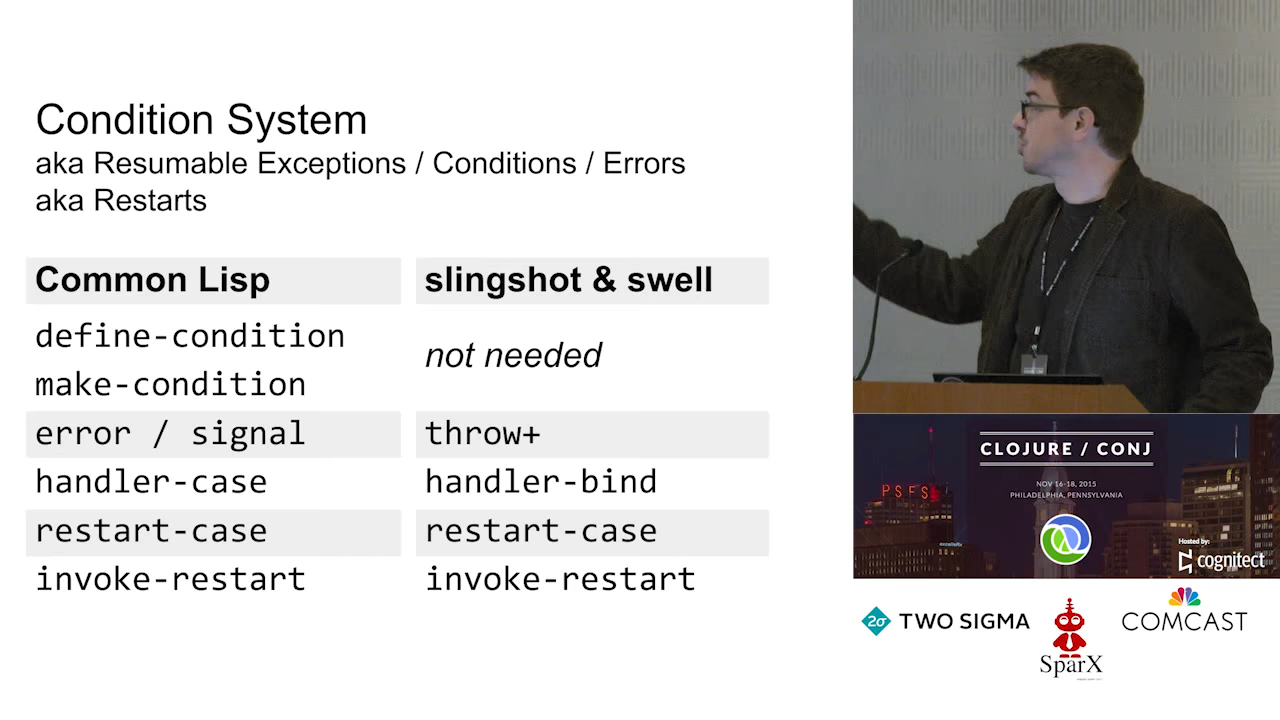 Condition System
aka Resumable Exceptions / Conditions / Errors
aka Restarts
Common Lisp
slingshot & swell
define-condition
make-condition
not needed
error / signal
throw+
handler-case
handler-bind
restart-case
restart-case
invoke-restart
invoke-restart
CLOJURE / CONJ
NOV 16-18, 2015
PHILADELPHIA, PENNSYLVANIA
PSFS
Hosted by:
cognitect
2σ TWO SIGMA
SparX
COMCAST